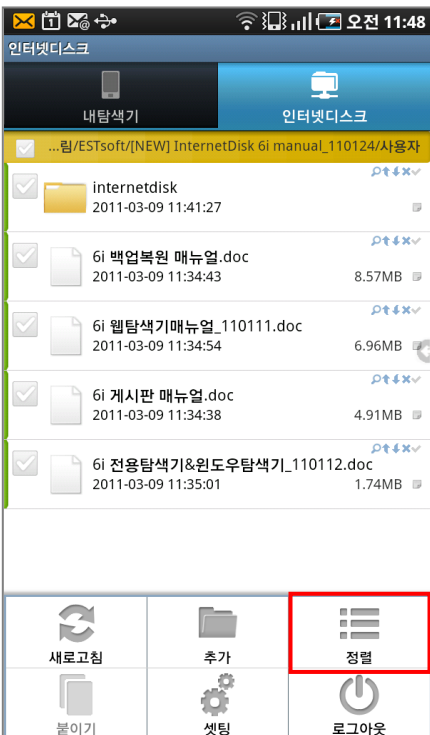 오전 11:48
인터넷디스크
내탐색기
인터넷디스크
...림/ESTsoft/[NEW] InternetDisk 6i manual_110124/사용자
internetdisk
2011-03-09 11:41:27
6i 백업복원 매뉴얼.doc
2011-03-09 11:34:43 8.57MB
6i 웹탐색기매뉴얼_110111.doc
2011-03-09 11:34:54 6.96MB
6i 게시판 매뉴얼.doc
2011-03-09 11:34:38 4.91MB
6i 전용탐색기&윈도우탐색기_110112.doc
2011-03-09 11:35:01 1.74MB
새로고침 추가 정렬
붙이기 셋팅 로그아웃